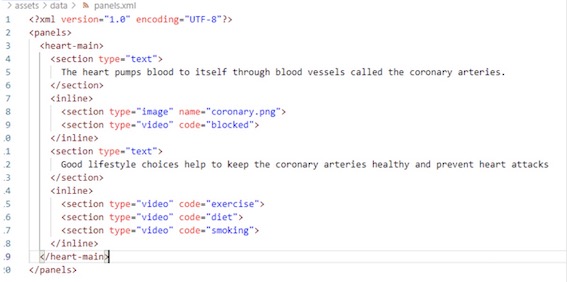 > assets > data > panels.xml
1 <?xml version="1.0" encoding="UTF-8"?>
2 <panels>
3 <heart-main>
4 <section type="text">
5 The heart pumps blood to itself through blood vessels called the coronary arteries.
6 </section>
7 <inline>
8 <section type="image" name="coronary.png">
9 <section type="video" code="blocked">
0 </inline>
1 <section type="text">
2 Good lifestyle choices help to keep the coronary arteries healthy and prevent heart attacks
3 </section>
4 <inline>
5 <section type="video" code="exercise">
6 <section type="video" code="diet">
7 <section type="video" code="smoking">
8 </inline>
9 </heart-main>
0 </panels>